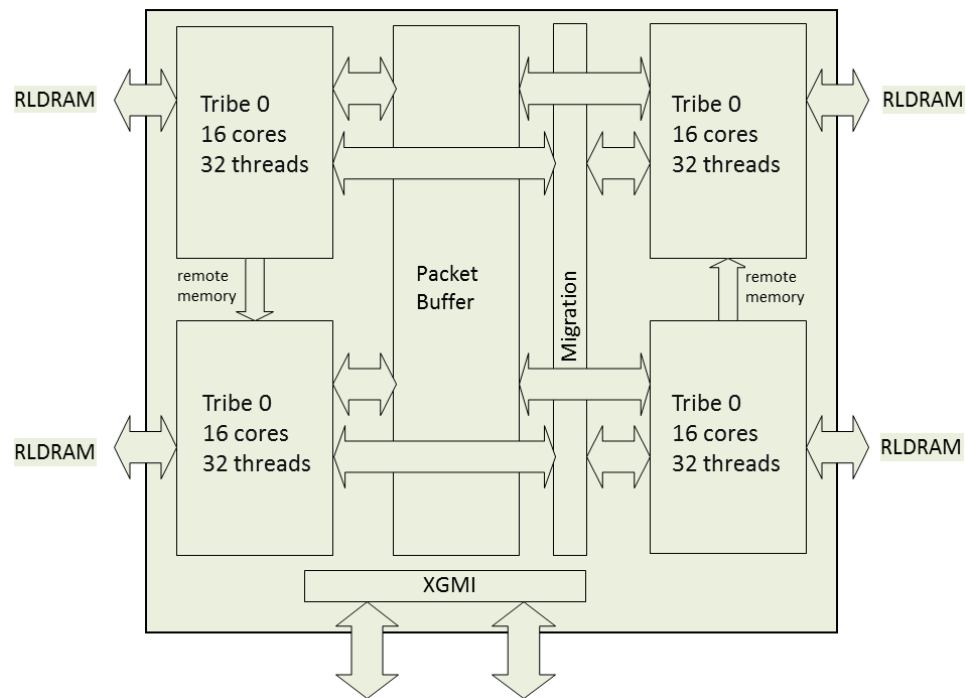 RLDRAM
Tribe 0
16 cores
32 threads
Tribe 0
16 cores
32 threads
RLDRAM
remote
memory
Packet
Buffer
Migration
remote
memory
RLDRAM
Tribe 0
16 cores
32 threads
Tribe 0
16 cores
32 threads
RLDRAM
XGMI